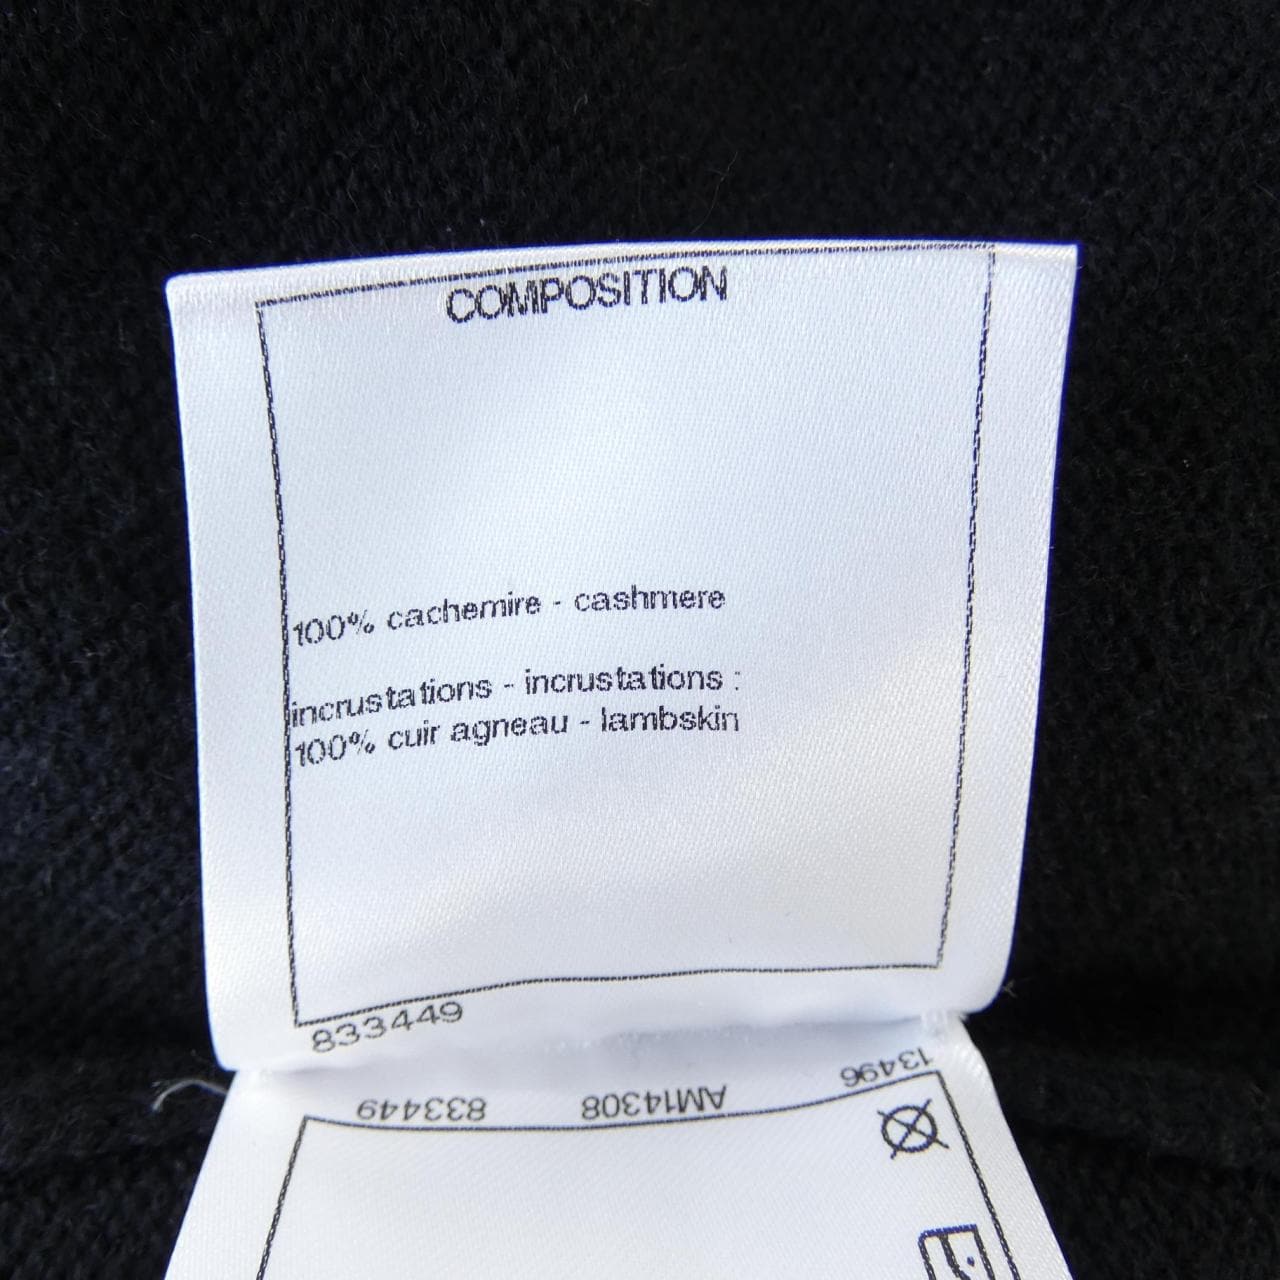 COMPOSITION
100% cachemire - cashmere
incrustations - incrustations :
100% cuir agneau - lambskin
833449
13496
AM14308
833449